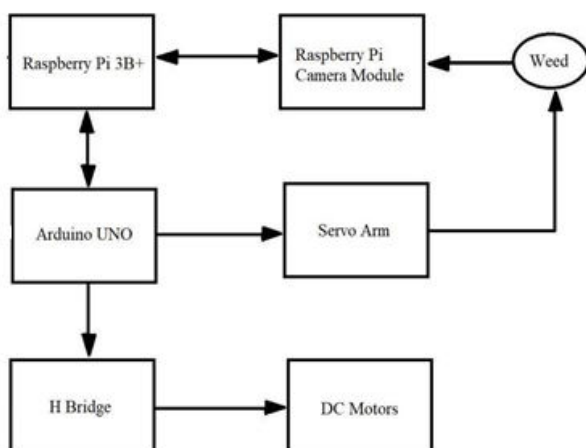 Raspberry Pi 3B+
Raspberry Pi
Camera Module
Weed
Arduino UNO
Servo Arm
H Bridge
DC Motors